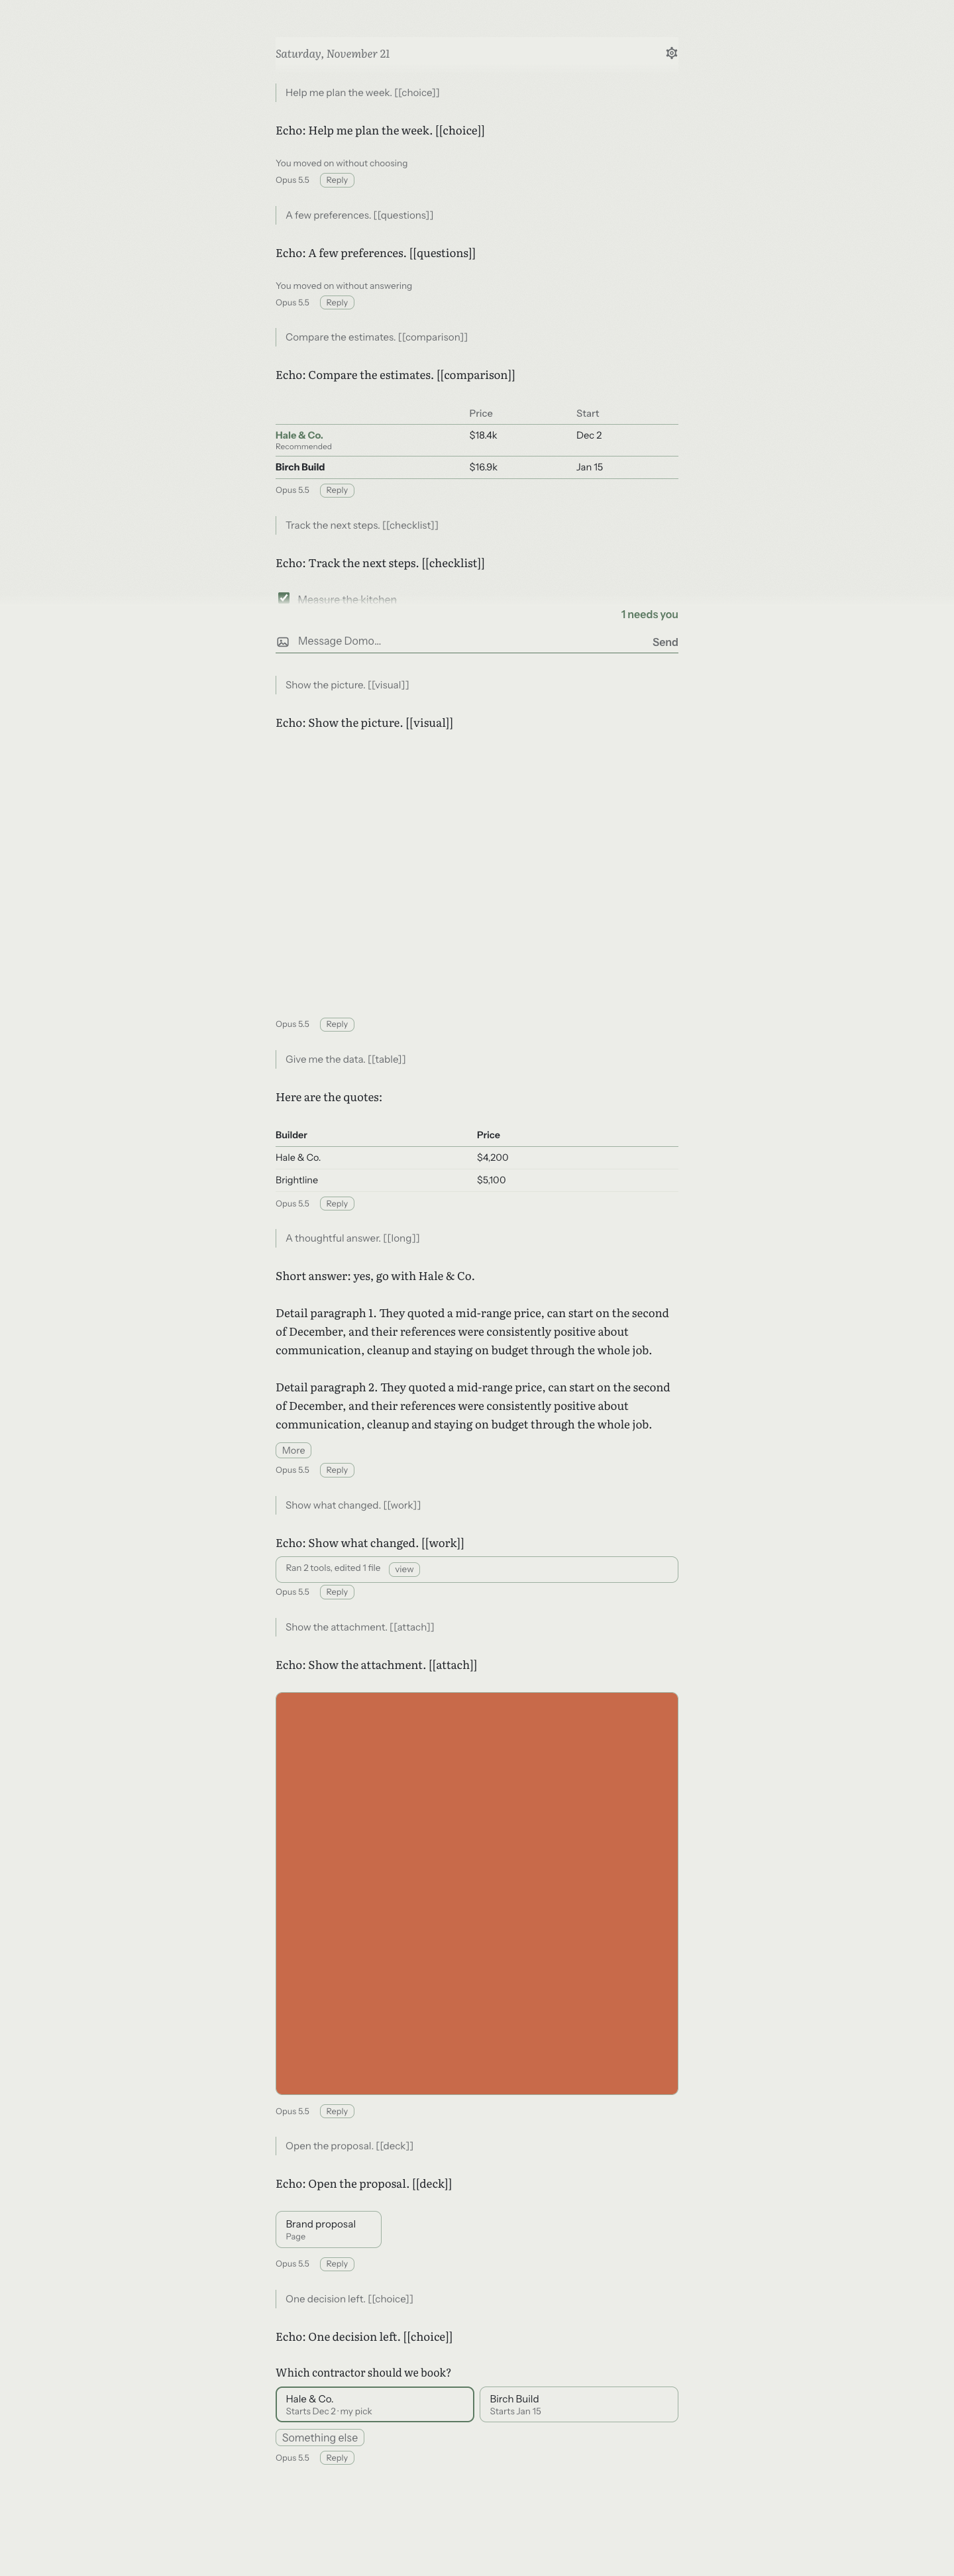 Saturday, November 21
Help me plan the week. [[choice]]
Echo: Help me plan the week. [[choice]]
You moved on without choosing
Opus 5.5 Reply
A few preferences. [[questions]]
Echo: A few preferences. [[questions]]
You moved on without answering
Opus 5.5 Reply
Compare the estimates. [[comparison]]
Echo: Compare the estimates. [[comparison]]
Price Start
Hale & Co. $18.4k Dec 2
Recommended
Birch Build $16.9k Jan 15
Opus 5.5 Reply
Track the next steps. [[checklist]]
Echo: Track the next steps. [[checklist]]
Measure the kitchen
1 needs you
Message Domo... Send
Show the picture. [[visual]]
Echo: Show the picture. [[visual]]
Opus 5.5 Reply
Give me the data. [[table]]
Here are the quotes:
Builder Price
Hale & Co. $4,200
Brightline $5,100
Opus 5.5 Reply
A thoughtful answer. [[long]]
Short answer: yes, go with Hale & Co.
Detail paragraph 1. They quoted a mid-range price, can start on the second
of December, and their references were consistently positive about
communication, cleanup and staying on budget through the whole job.
Detail paragraph 2. They quoted a mid-range price, can start on the second
of December, and their references were consistently positive about
communication, cleanup and staying on budget through the whole job.
More
Opus 5.5 Reply
Show what changed. [[work]]
Echo: Show what changed. [[work]]
Ran 2 tools, edited 1 file view
Opus 5.5 Reply
Show the attachment. [[attach]]
Echo: Show the attachment. [[attach]]
Opus 5.5 Reply
Open the proposal. [[deck]]
Echo: Open the proposal. [[deck]]
Brand proposal
Page
Opus 5.5 Reply
One decision left. [[choice]]
Echo: One decision left. [[choice]]
Which contractor should we book?
Hale & Co. Birch Build
Starts Dec 2 · my pick Starts Jan 15
Something else
Opus 5.5 Reply